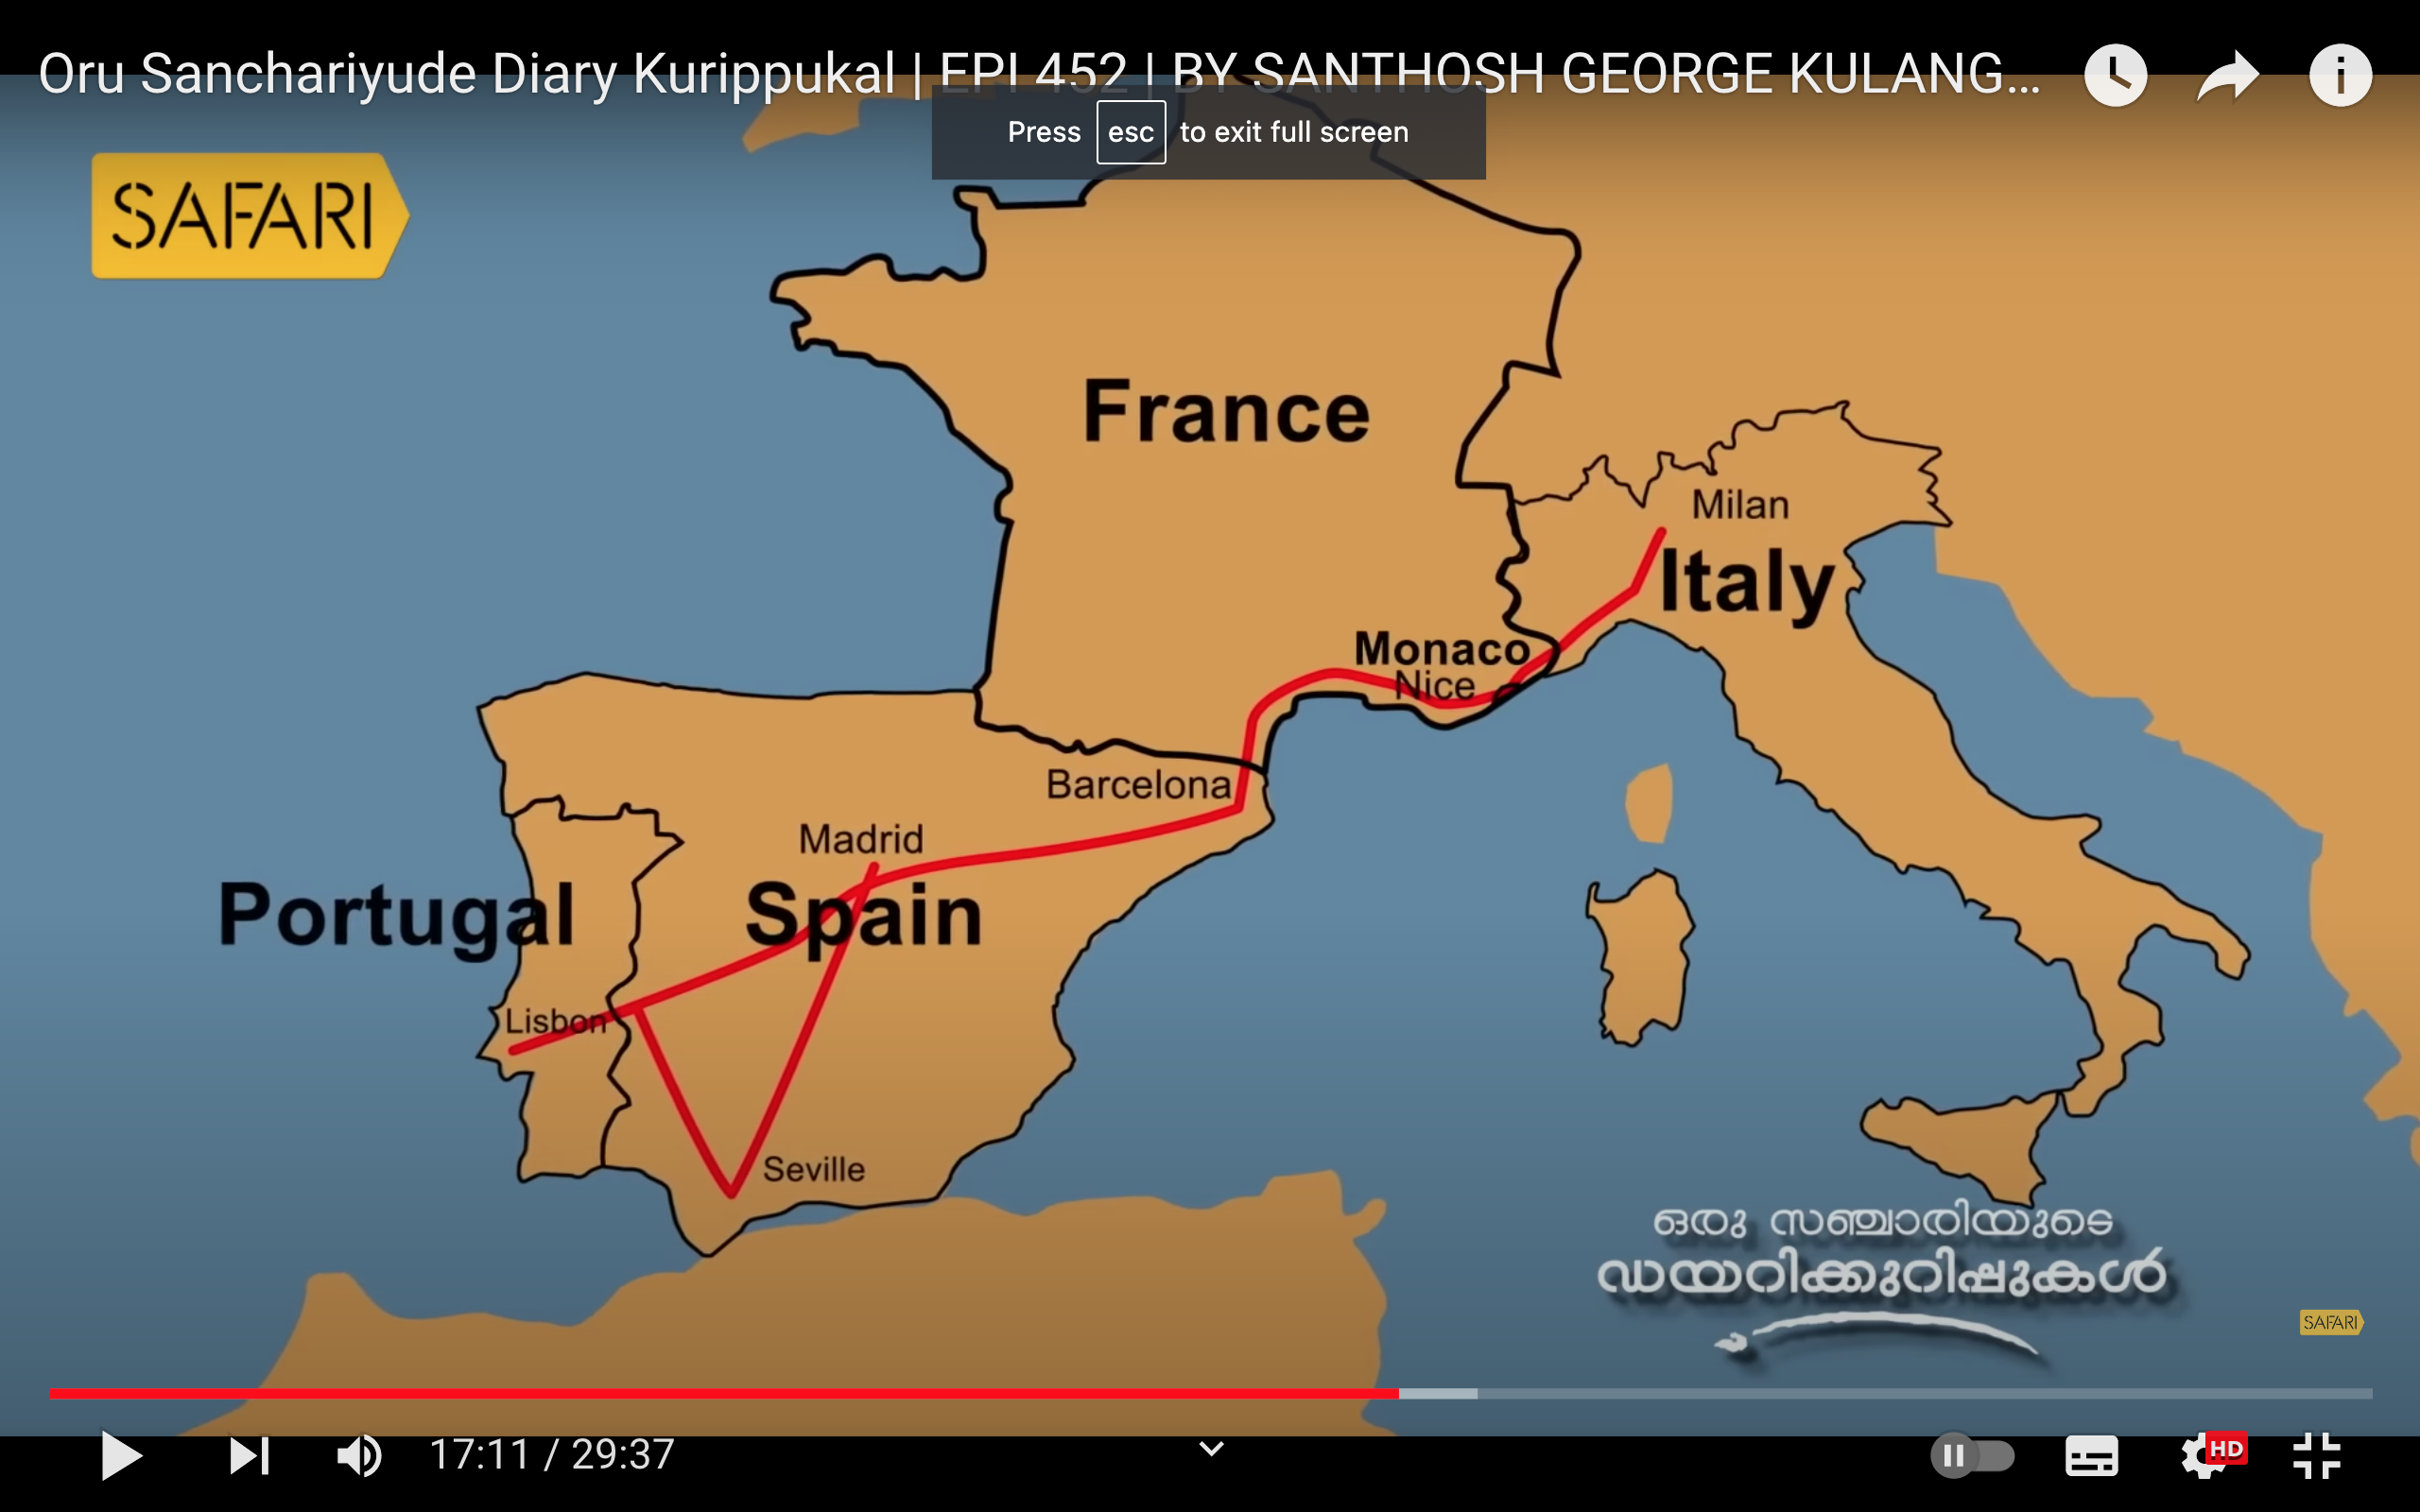 Oru Sanchariyude Diary Kurippukal | EPI 452 | BY SANTHOSH GEORGE KULANG...
Press esc to exit full screen
SAFARI
France
Milan
Italy
Monaco
Nice
Barcelona
Madrid
Portugal
Spain
Lisbon
Seville
ഒരു സഞ്ചാരിയുടെ
ഡയറിക്കുറിപ്പുകൾ
SAFARI
17:11 / 29:37
HD